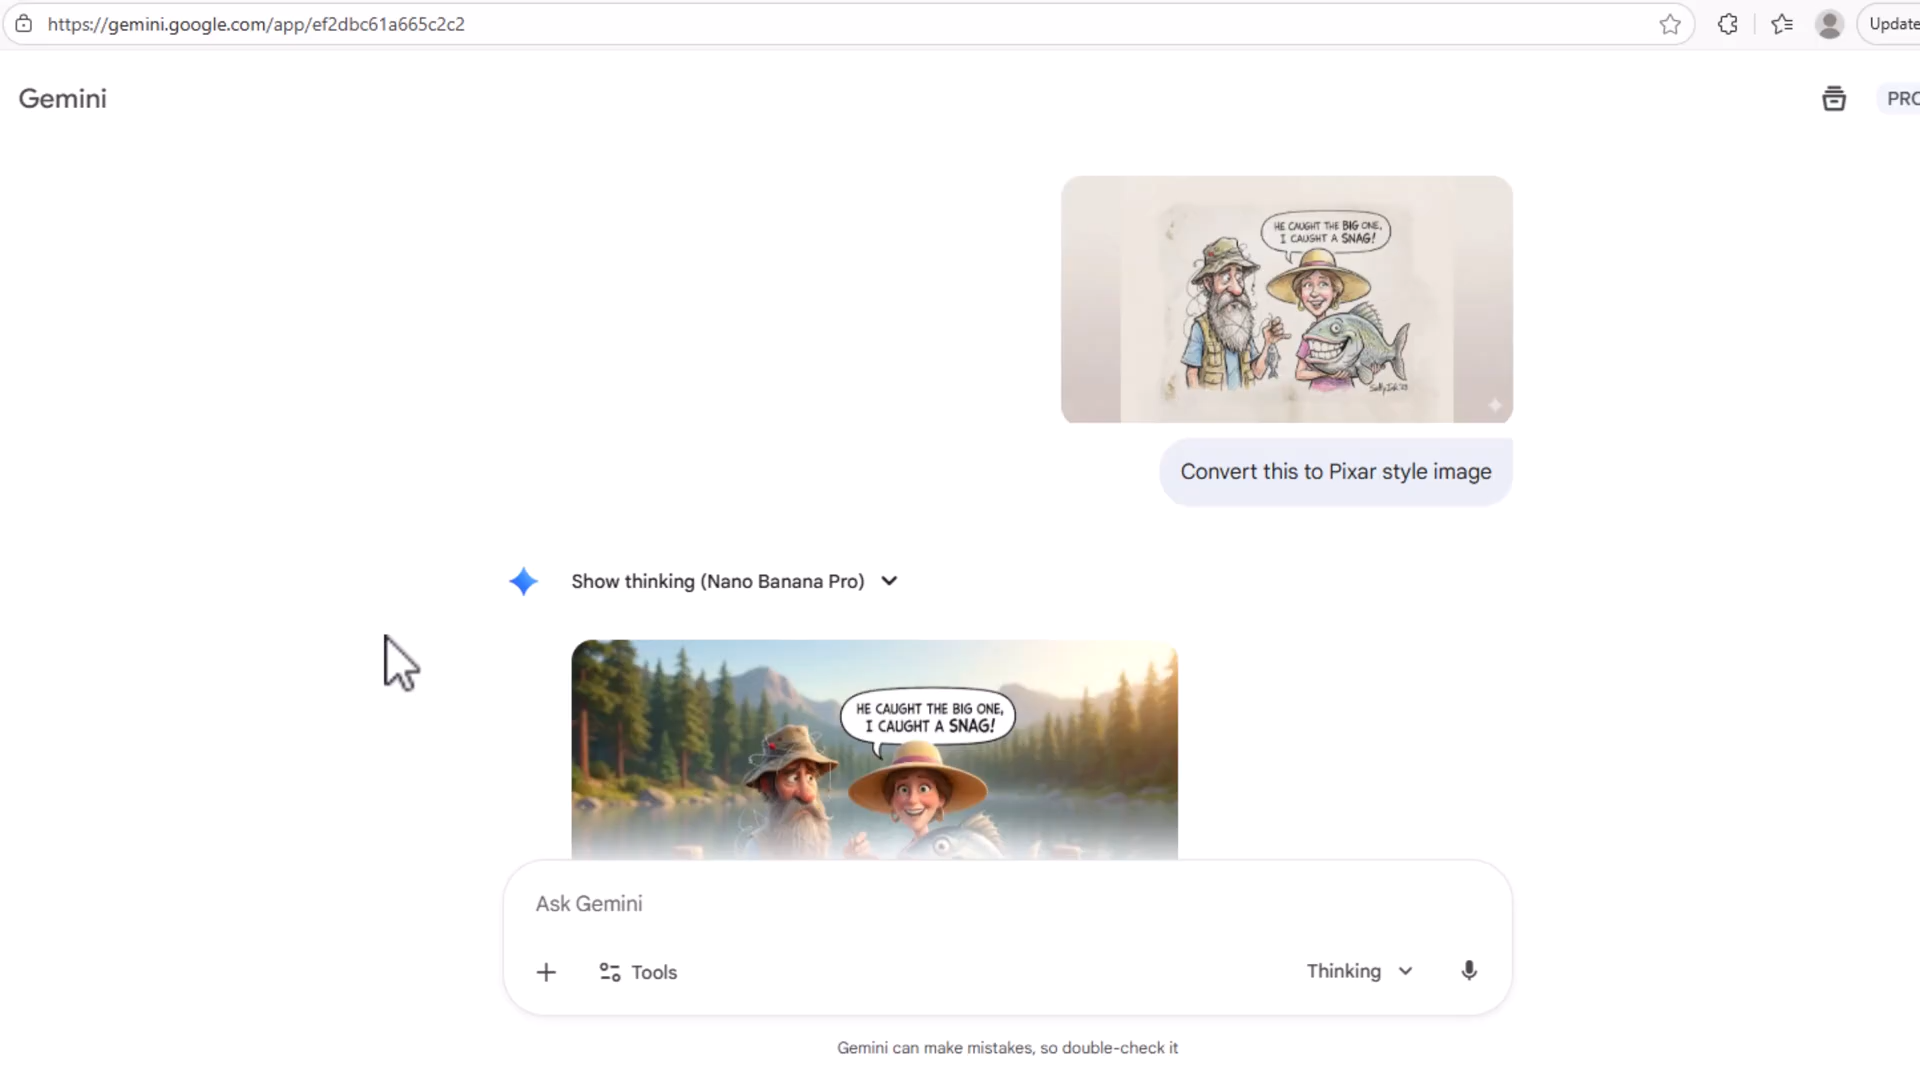 https://gemini.google.com/app/ef2dbc61a665c2c2
Update
Gemini
PRO
HE CAUGHT THE BIG ONE,
I CAUGHT A SNAG!
Convert this to Pixar style image
Show thinking (Nano Banana Pro)
HE CAUGHT THE BIG ONE,
I CAUGHT A SNAG!
Ask Gemini
Tools
Thinking
Gemini can make mistakes, so double-check it